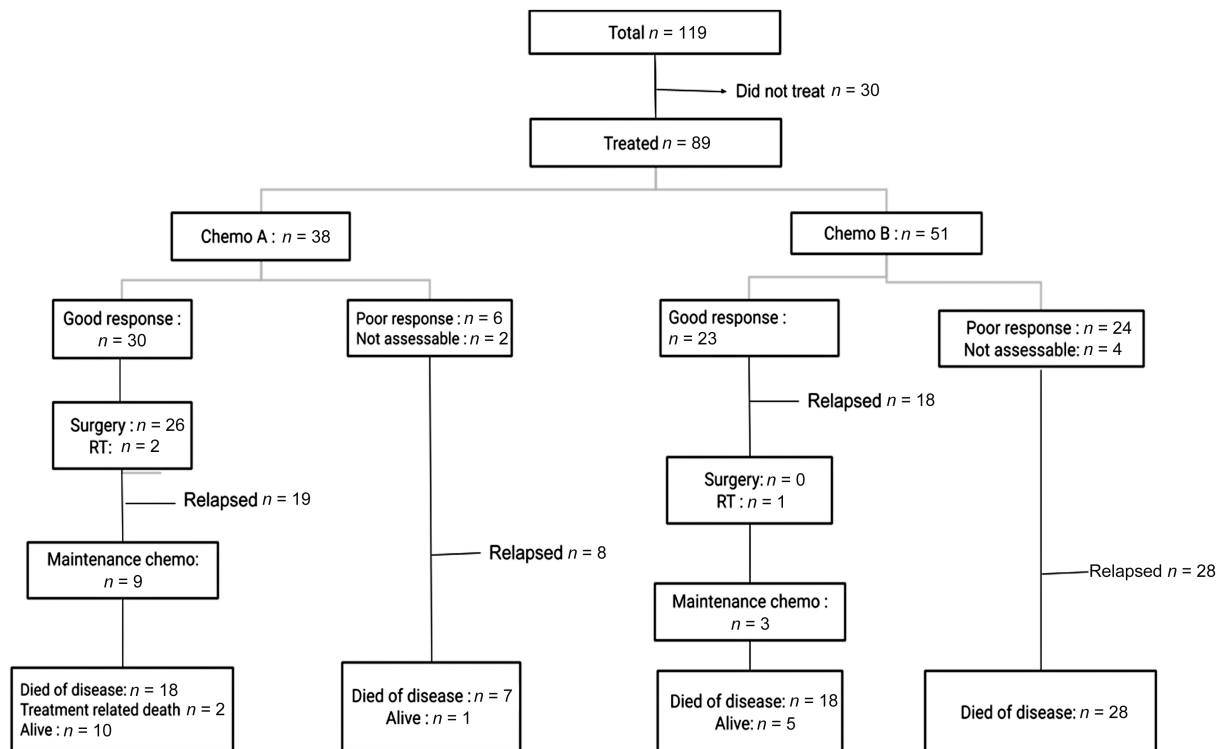 Total n = 119
Did not treat n = 30
Treated n = 89
Chemo A : n = 38
Chemo B : n = 51
Good response :
n = 30
Poor response : n = 6
Not assessable : n = 2
Good response :
n = 23
Poor response : n = 24
Not assessable: n = 4
Surgery : n = 26
RT: n = 2
Relapsed n = 18
Relapsed n = 19
Surgery: n = 0
RT : n = 1
Maintenance chemo:
n = 9
Relapsed n = 8
Relapsed n = 28
Maintenance chemo :
n = 3
Died of disease: n = 18
Treatment related death n = 2
Alive : n = 10
Died of disease : n = 7
Alive : n = 1
Died of disease: n = 18
Alive: n = 5
Died of disease: n = 28